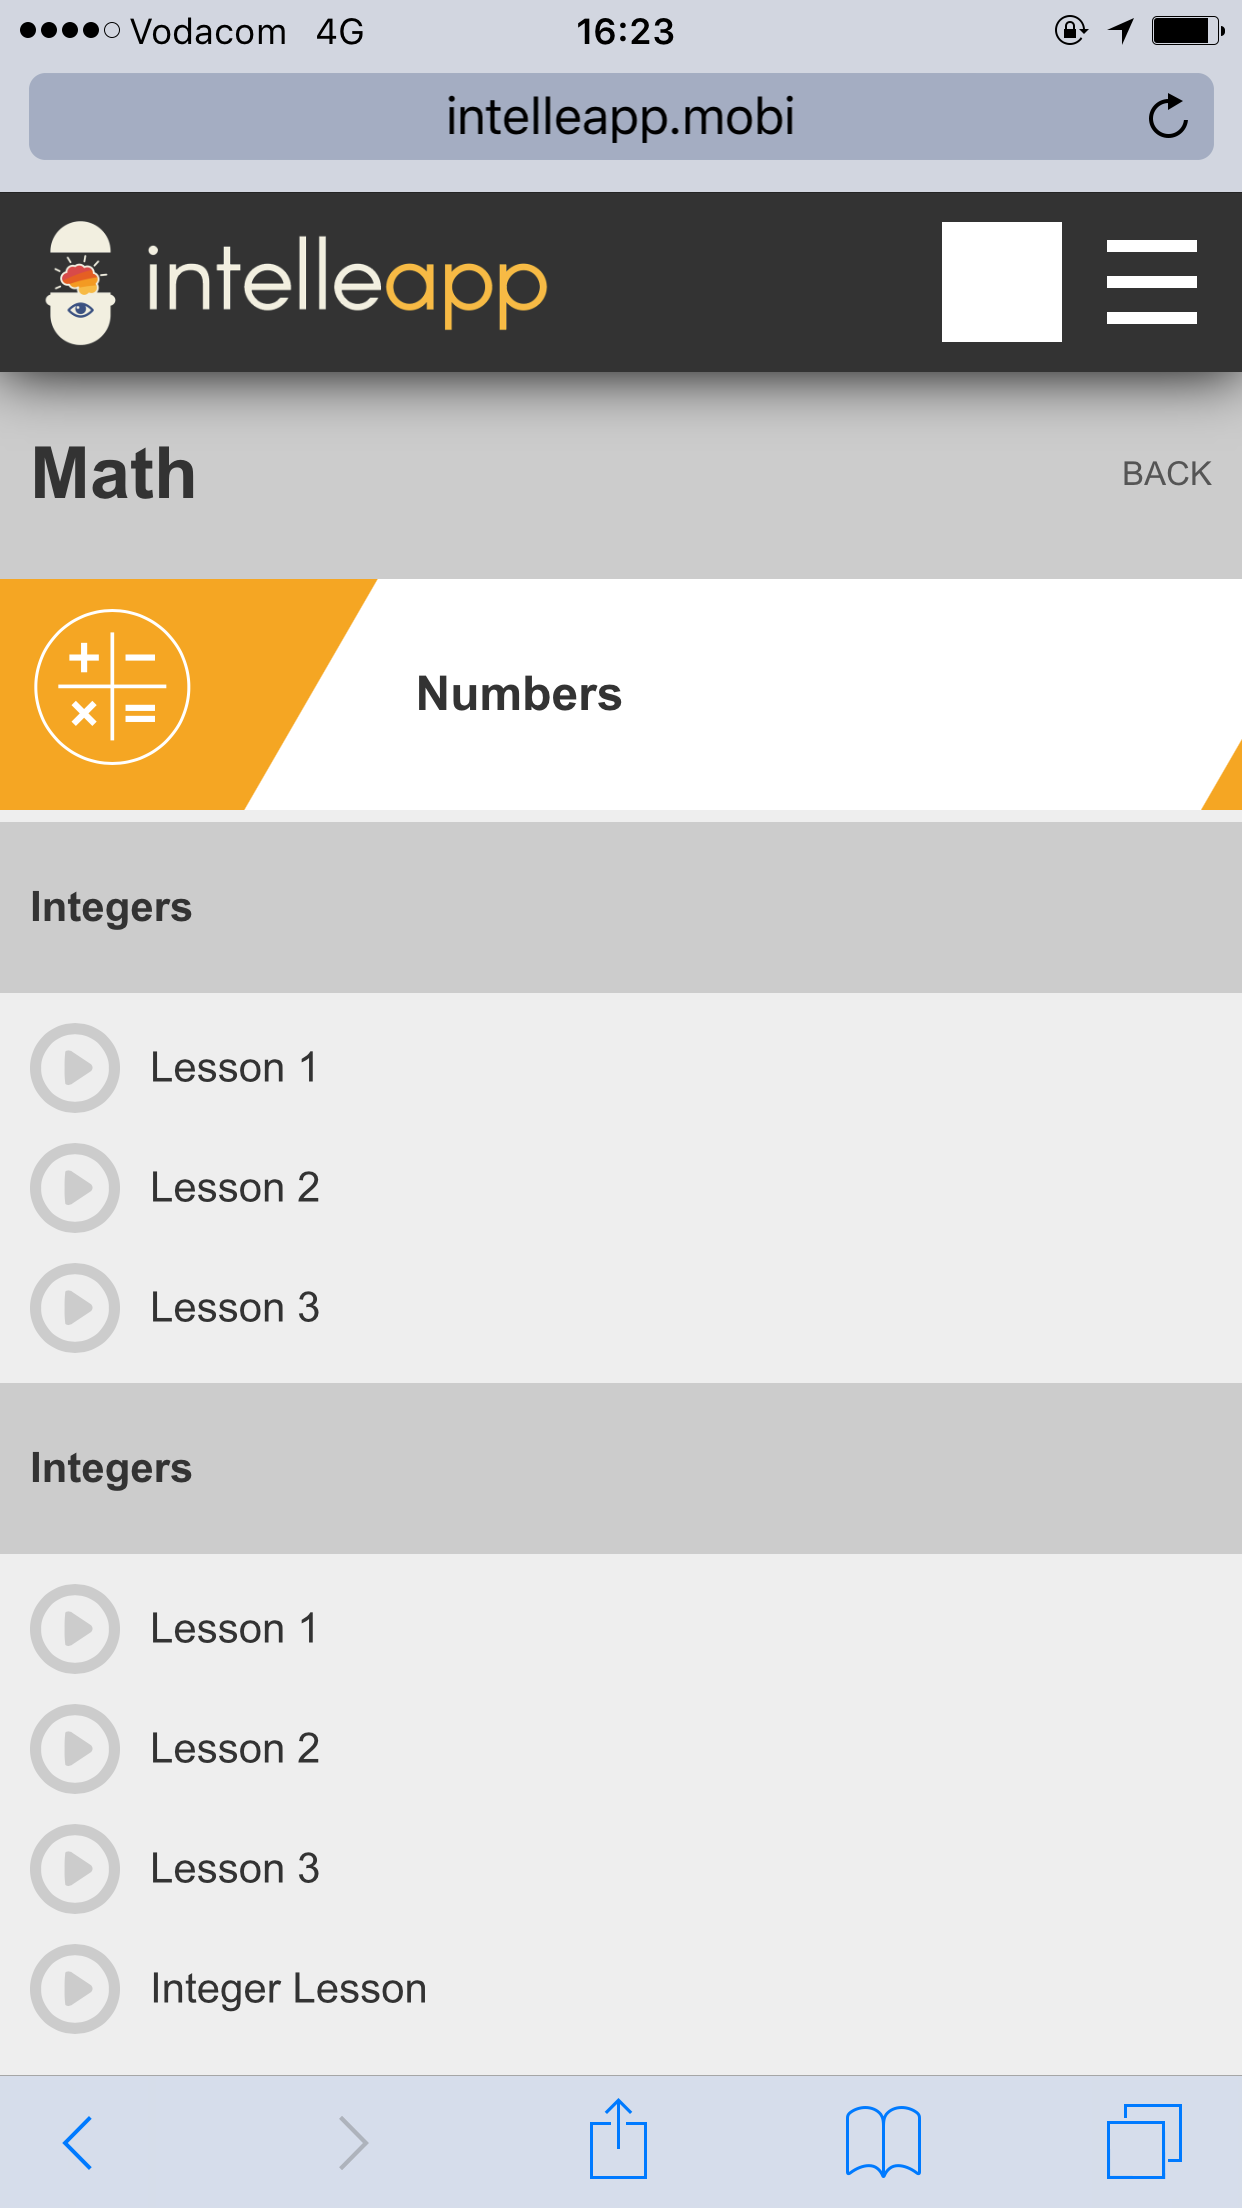 Vodacom 4G 16:23
intelleapp.mobi
intelleapp
Math
BACK
Numbers
Integers
Lesson 1
Lesson 2
Lesson 3
Integers
Lesson 1
Lesson 2
Lesson 3
Integer Lesson